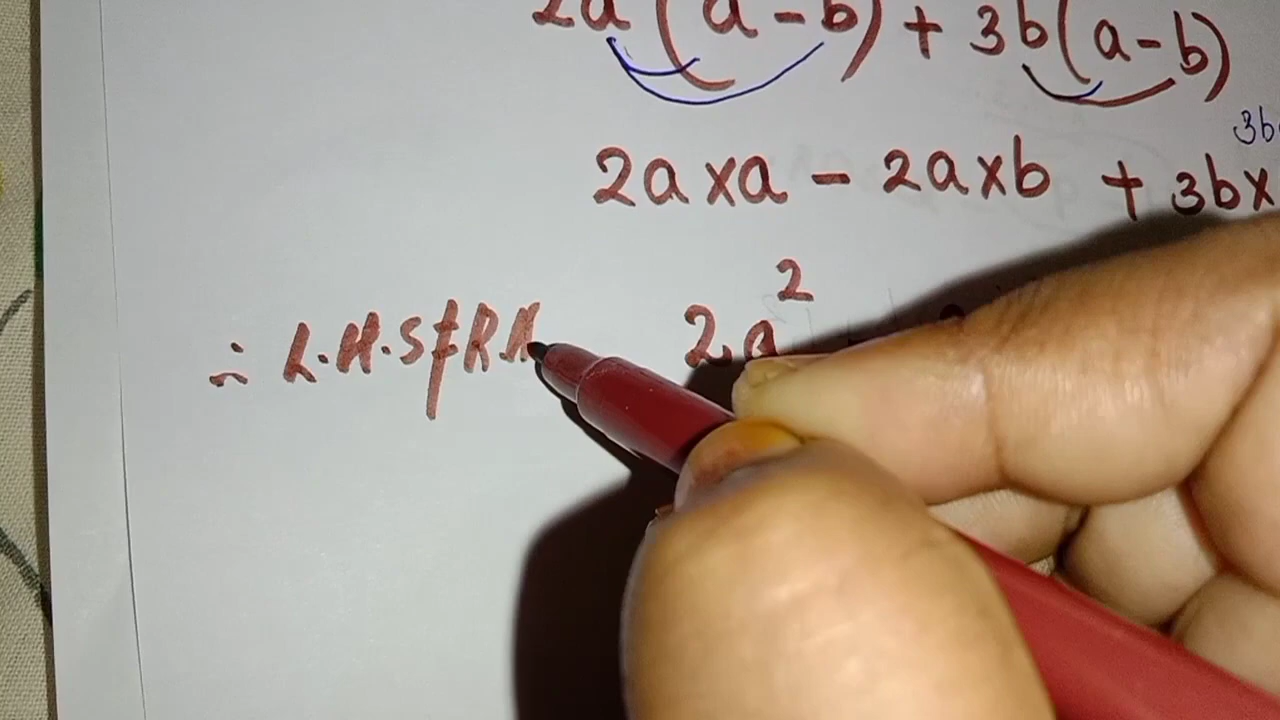 2a(a-b) + 3b(a-b)
3b
2a×a - 2a×b + 3b×
2a²
∴ L.H.S≠R.H